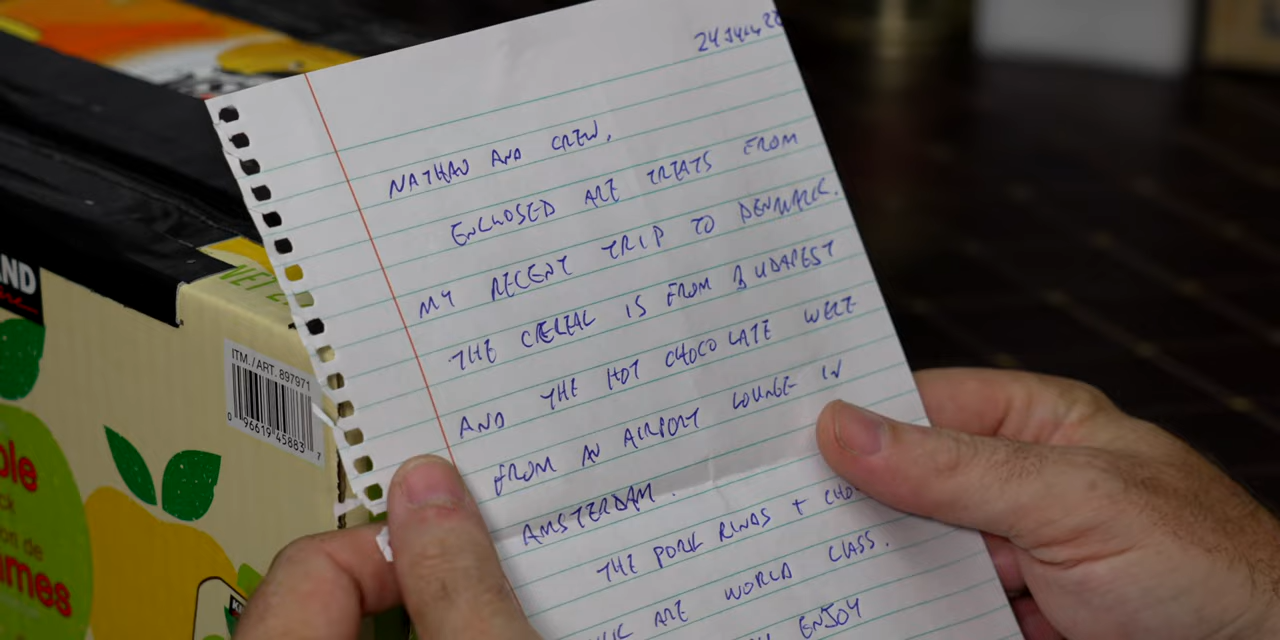 24 July
NATHAN AND CREW,
ENCLOSED ARE TREATS FROM
MY RECENT TRIP TO DENMARK.
THE CEREAL IS FROM BUDAPEST
AND THE HOT CHOCOLATE WERE
FROM AN AIRPORT LOUNGE IN
AMSTERDAM.
THE PORK RINDS +
ARE WORLD CLASS.
ENJOY
ITM./ART. 897971
0 96619 45883 7